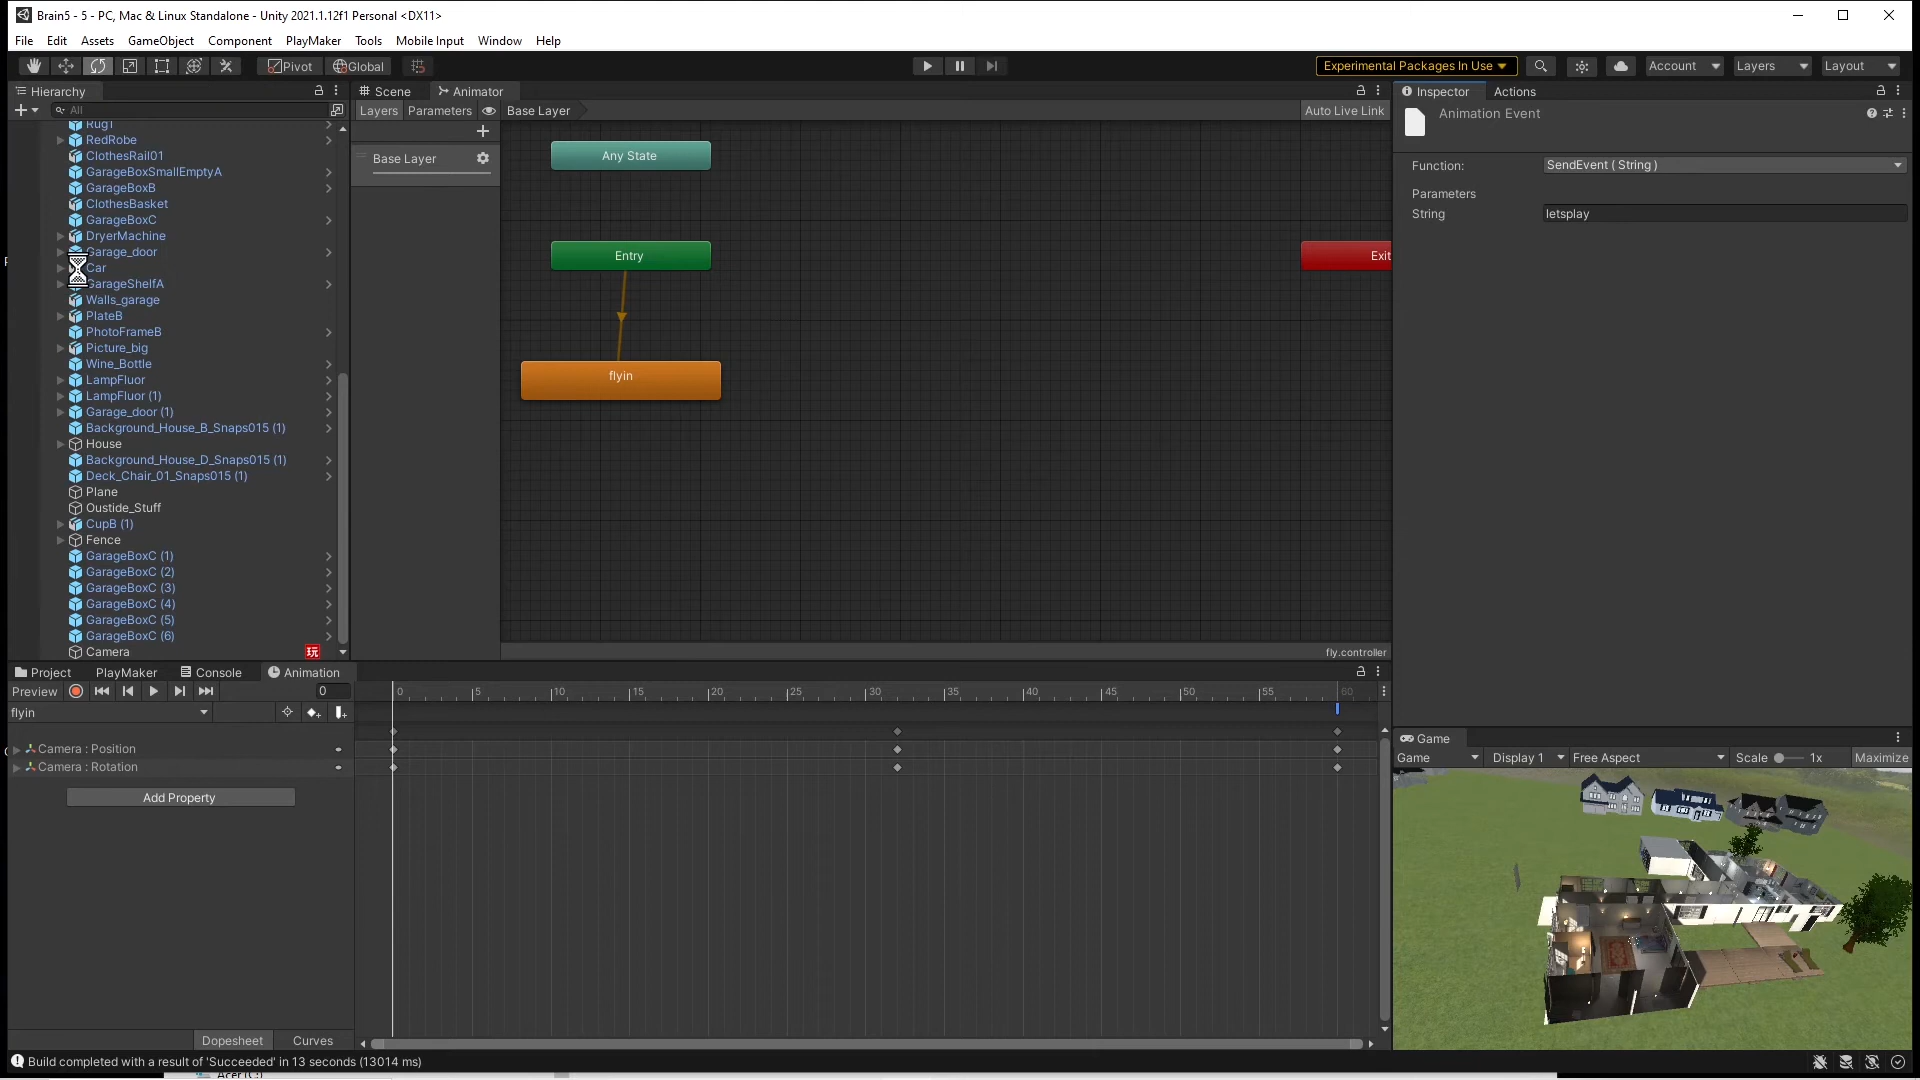 Brain5 - 5 - PC, Mac & Linux Standalone - Unity 2021.1.12f1 Personal <DX11>
File Edit Assets GameObject Component PlayMaker Tools Mobile Input Window Help
Pivot Global Experimental Packages In Use Account Layers Layout
Hierarchy
All
Rug1
RedRobe
ClothesRail01
GarageBoxSmallEmptyA
GarageBoxB
ClothesBasket
GarageBoxC
DryerMachine
Garage_door
Car
GarageShelfA
Walls_garage
PlateB
PhotoFrameB
Picture_big
Wine_Bottle
LampFluor
LampFluor (1)
Garage_door (1)
Background_House_B_Snaps015 (1)
House
Background_House_D_Snaps015 (1)
Deck_Chair_01_Snaps015 (1)
Plane
Oustide_Stuff
CupB (1)
Fence
GarageBoxC (1)
GarageBoxC (2)
GarageBoxC (3)
GarageBoxC (4)
GarageBoxC (5)
GarageBoxC (6)
Camera 玩
Scene Animator
Layers Parameters Base Layer Auto Live Link
Base Layer
Any State
Entry
Exit
flyin
fly.controller
Inspector Actions
Animation Event
Function: SendEvent ( String )
Parameters
String letsplay
Project PlayMaker Console Animation
Preview 0
0 5 10 15 20 25 30 35 40 45 50 55 60
flyin
Camera : Position
Camera : Rotation
Add Property
Dopesheet Curves
Game
Game Display 1 Free Aspect Scale 1x Maximize
Build completed with a result of 'Succeeded' in 13 seconds (13014 ms)